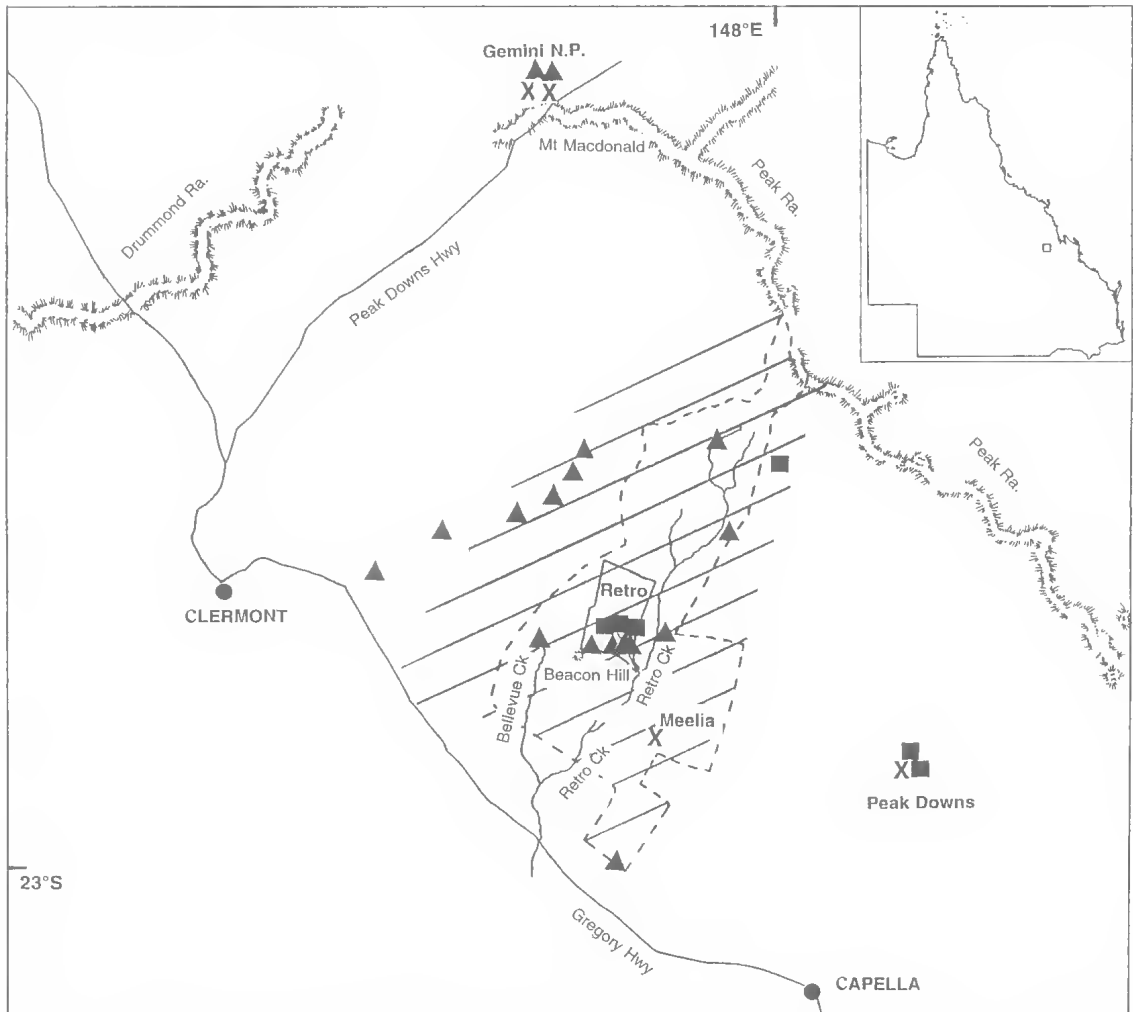 148°E
Gemini N.P.
X X
Mt Macdonald
Drummond Ra.
Peak Ra.
Peak Downs Hwy
Peak Ra.
CLERMONT
Retro
Beacon Hill
Bellevue Ck
Retro Ck
Meelia
X
Retro Ck
X
Peak Downs
23°S
Gregory Hwy
CAPELLA